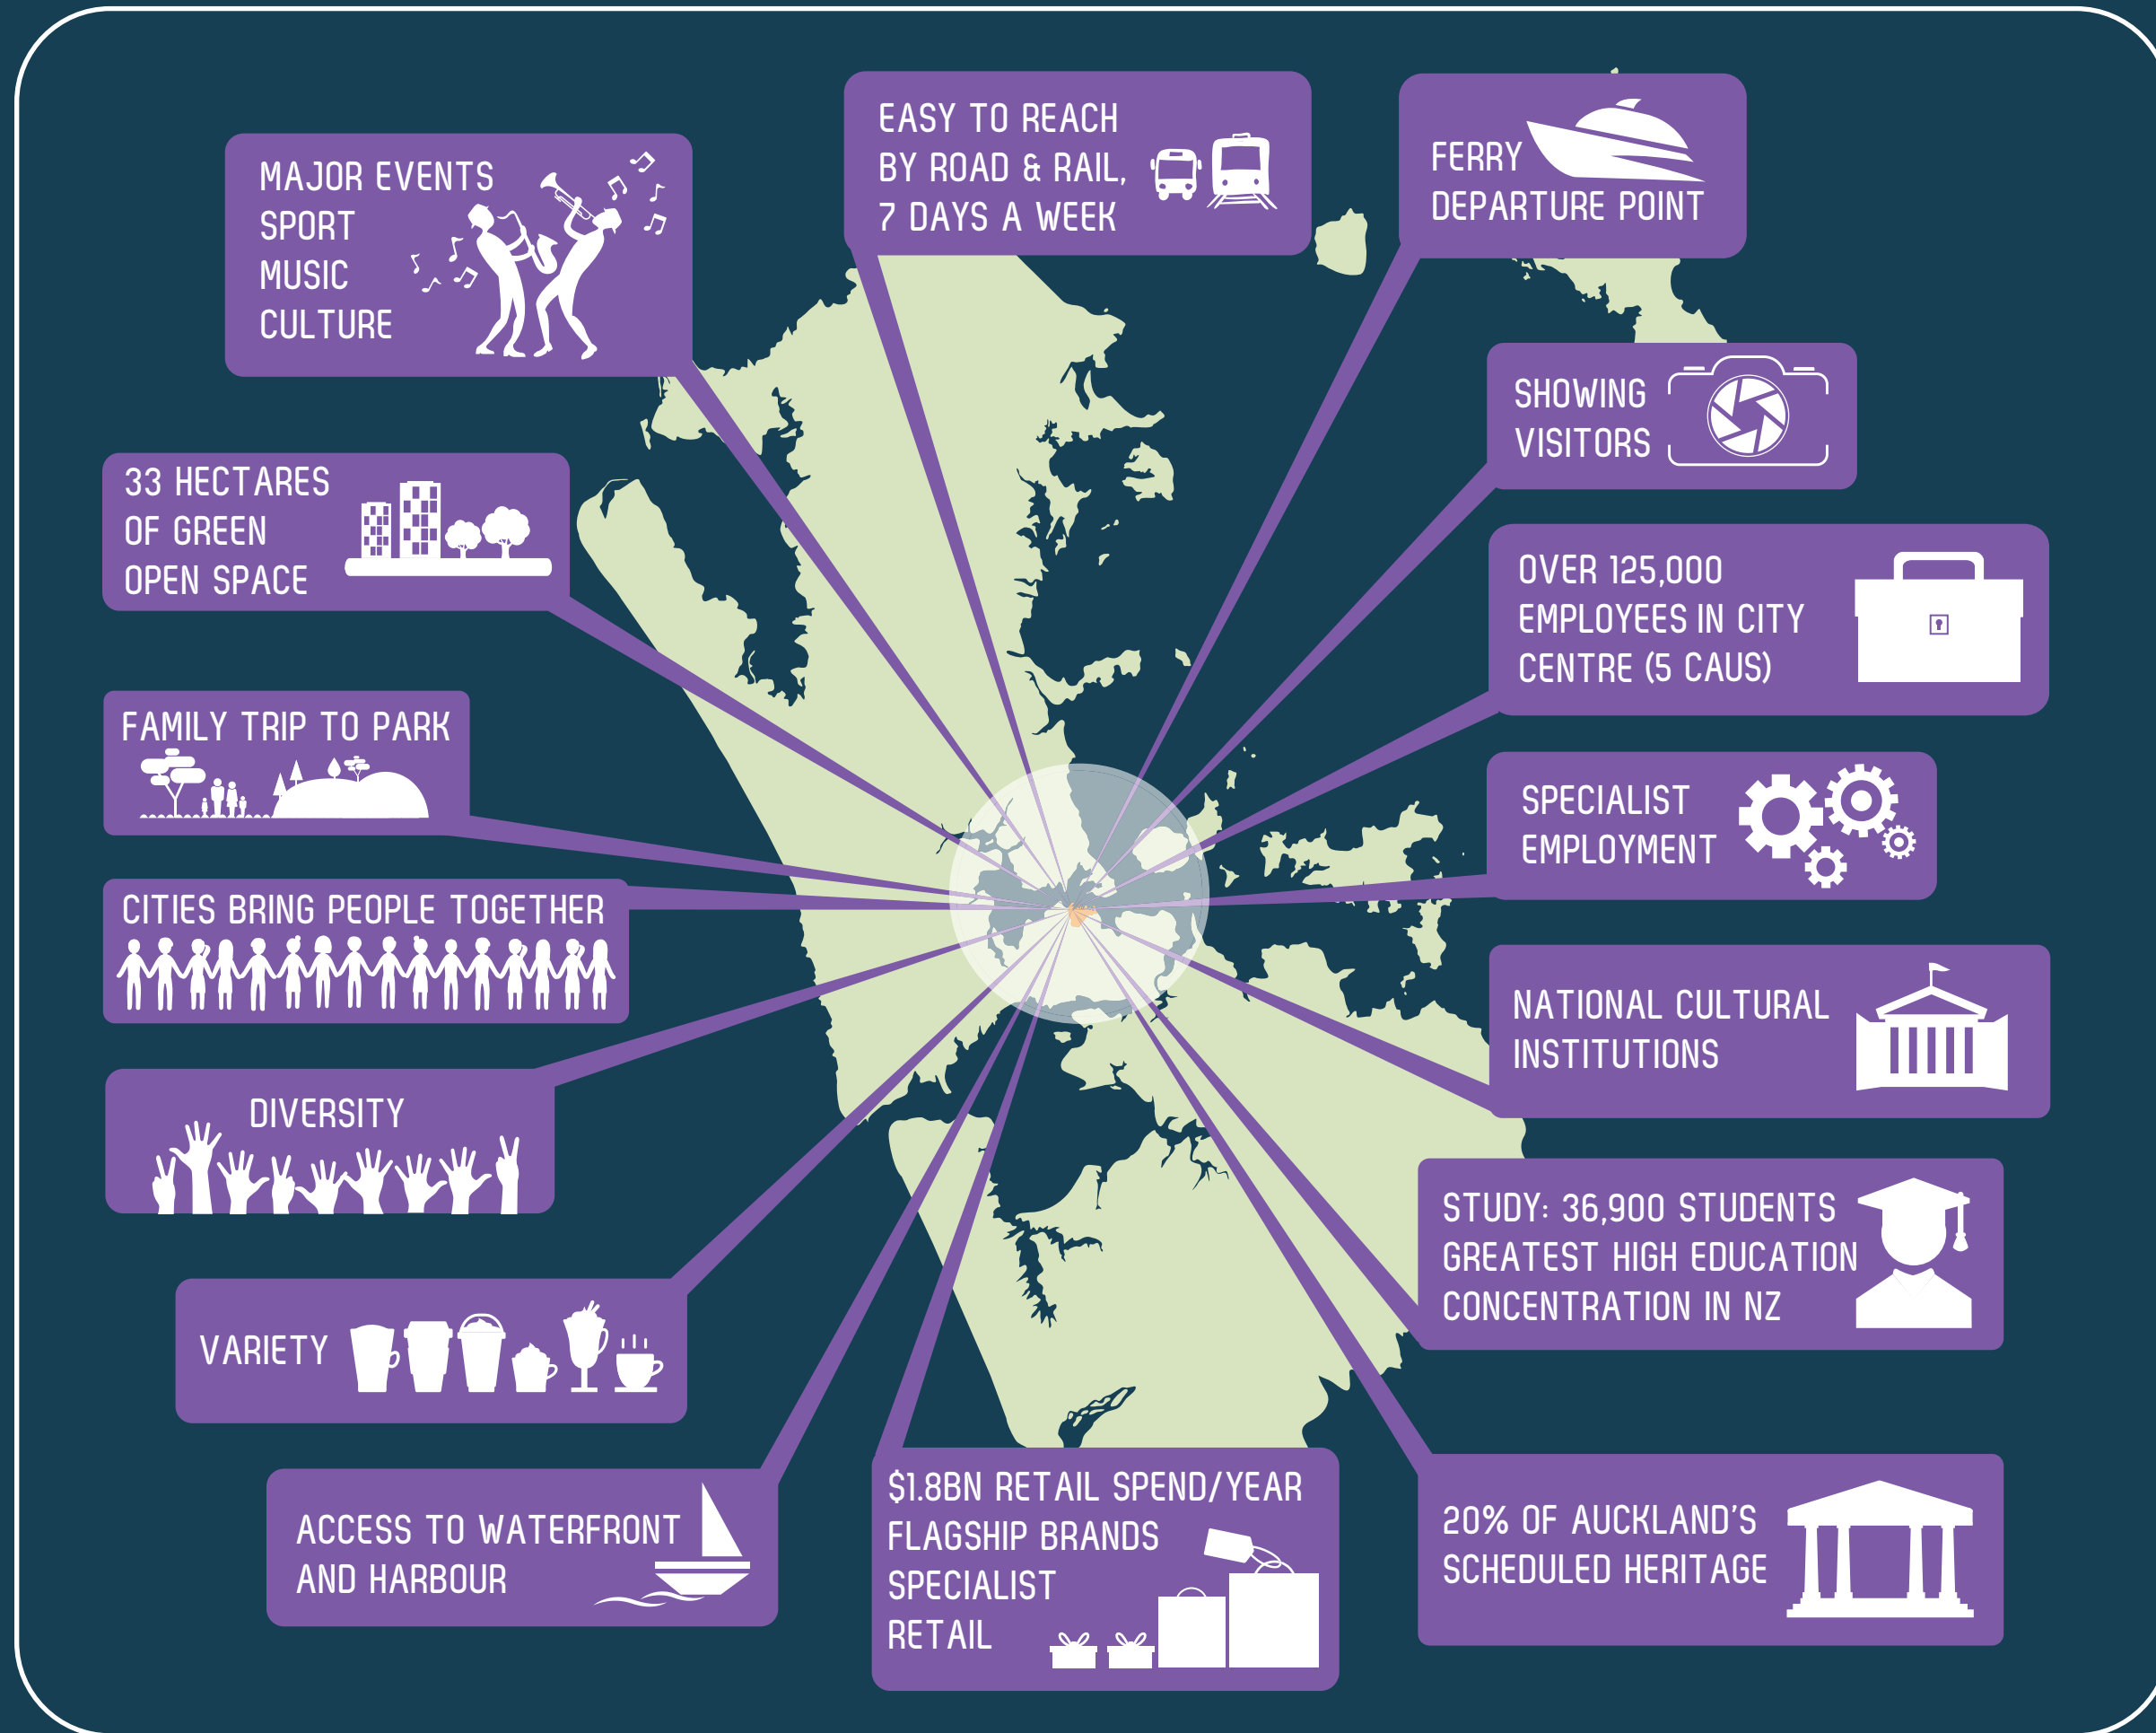 MAJOR EVENTS
SPORT
MUSIC
CULTURE
EASY TO REACH
BY ROAD & RAIL,
7 DAYS A WEEK
FERRY
DEPARTURE POINT
SHOWING
VISITORS
33 HECTARES
OF GREEN
OPEN SPACE
OVER 125,000
EMPLOYEES IN CITY
CENTRE (5 CAUS)
FAMILY TRIP TO PARK
SPECIALIST
EMPLOYMENT
CITIES BRING PEOPLE TOGETHER
NATIONAL CULTURAL
INSTITUTIONS
DIVERSITY
STUDY: 36,900 STUDENTS
GREATEST HIGH EDUCATION
CONCENTRATION IN NZ
VARIETY
ACCESS TO WATERFRONT
AND HARBOUR
$1.8BN RETAIL SPEND/YEAR
FLAGSHIP BRANDS
SPECIALIST
RETAIL
20% OF AUCKLAND'S
SCHEDULED HERITAGE